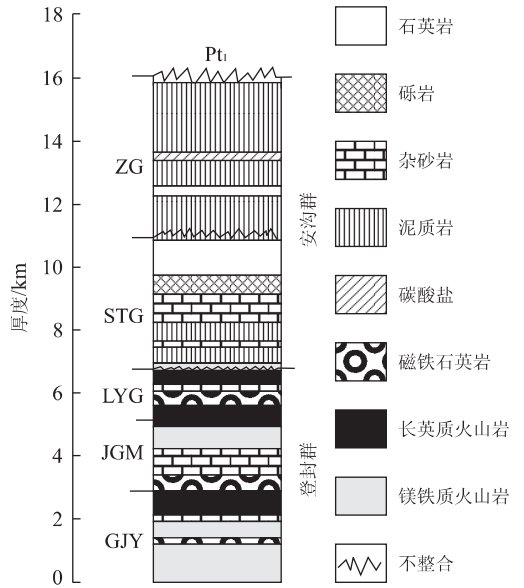 18
16
14
12
10
8
6
4
2
0
厚度/km
Pt1
ZG
STG
LYG
JGM
GJY
安沟群
登封群
石英岩
砾岩
杂砂岩
泥质岩
碳酸盐
磁铁石英岩
长英质火山岩
镁铁质火山岩
不整合